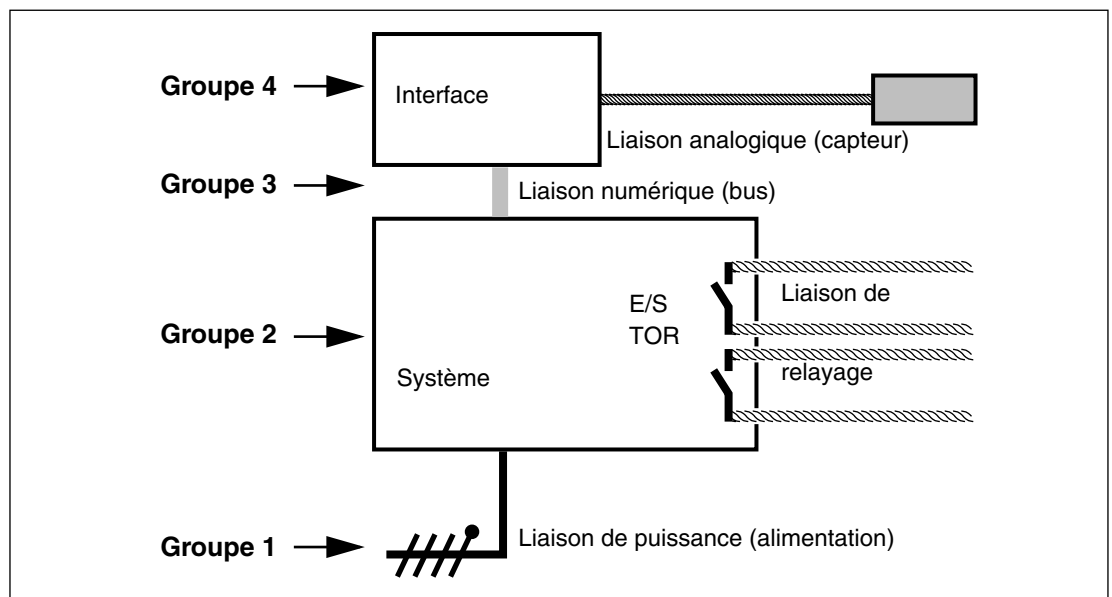 Groupe 4
Interface
Liaison analogique (capteur)
Groupe 3
Liaison numérique (bus)
E/S
TOR
Liaison de
relayage
Groupe 2
Système
Groupe 1
Liaison de puissance (alimentation)